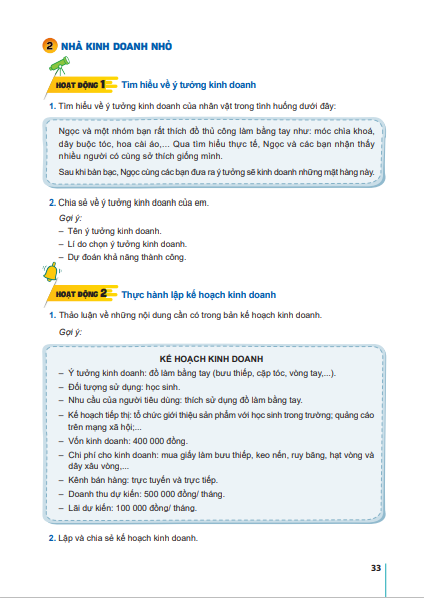 2 NHÀ KINH DOANH NHỎ
HOẠT ĐỘNG 1 Tìm hiểu về ý tưởng kinh doanh
1. Tìm hiểu về ý tưởng kinh doanh của nhân vật trong tình huống dưới đây:
Ngọc và một nhóm bạn rất thích đồ thủ công làm bằng tay như: móc chìa khoá,
dây buộc tóc, hoa cài áo,... Qua tìm hiểu thực tế, Ngọc và các bạn nhận thấy
nhiều người có cùng sở thích giống mình.
Sau khi bàn bạc, Ngọc cùng các bạn đưa ra ý tưởng sẽ kinh doanh những mặt hàng này.
2. Chia sẻ về ý tưởng kinh doanh của em.
Gợi ý:
– Tên ý tưởng kinh doanh.
– Lí do chọn ý tưởng kinh doanh.
– Dự đoán khả năng thành công.
HOẠT ĐỘNG 2 Thực hành lập kế hoạch kinh doanh
1. Thảo luận về những nội dung cần có trong bản kế hoạch kinh doanh.
Gợi ý:
KẾ HOẠCH KINH DOANH
– Ý tưởng kinh doanh: đồ làm bằng tay (bưu thiếp, cặp tóc, vòng tay,...).
– Đối tượng sử dụng: học sinh.
– Nhu cầu của người tiêu dùng: thích sử dụng đồ làm bằng tay.
– Kế hoạch tiếp thị: tổ chức giới thiệu sản phẩm với học sinh trong trường; quảng cáo
trên mạng xã hội;...
– Vốn kinh doanh: 400 000 đồng.
– Chi phí cho kinh doanh: mua giấy làm bưu thiếp, keo nến, ruy băng, hạt vòng và
dây xâu vòng,...
– Kênh bán hàng: trực tuyến và trực tiếp.
– Doanh thu dự kiến: 500 000 đồng/ tháng.
– Lãi dự kiến: 100 000 đồng/ tháng.
2. Lập và chia sẻ kế hoạch kinh doanh.
33